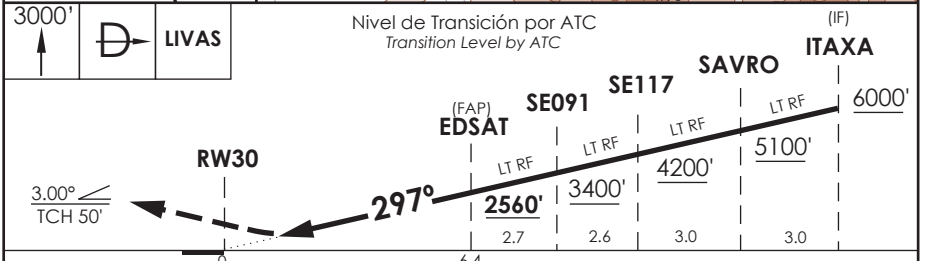 3000'
D
LIVAS
Nivel de Transición por ATC
Transition Level by ATC
(IF)
ITAXA
SAVRO
SE117
SE091
(FAP)
EDSAT
RW30
6000'
LT RF
5100'
LT RF
4200'
LT RF
3400'
LT RF
2560'
297º
3.00º
TCH 50'
2.7
2.6
3.0
3.0
0
6.4